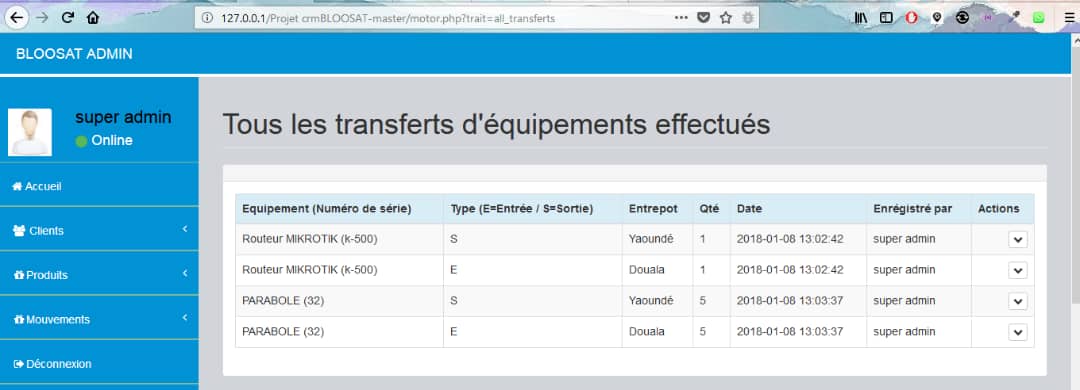 127.0.0.1/Projet crmBLOOSAT-master/motor.php?trait=all_transferts
BLOOSAT ADMIN
super admin
Online
Accueil
Clients
Produits
Mouvements
Déconnexion
Tous les transferts d'équipements effectués
Equipement (Numéro de série) Type (E=Entrée / S=Sortie) Entrepot Qté Date Enrégistré par Actions
Routeur MIKROTIK (k-500) S Yaoundé 1 2018-01-08 13:02:42 super admin
Routeur MIKROTIK (k-500) E Douala 1 2018-01-08 13:02:42 super admin
PARABOLE (32) S Yaoundé 5 2018-01-08 13:03:37 super admin
PARABOLE (32) E Douala 5 2018-01-08 13:03:37 super admin